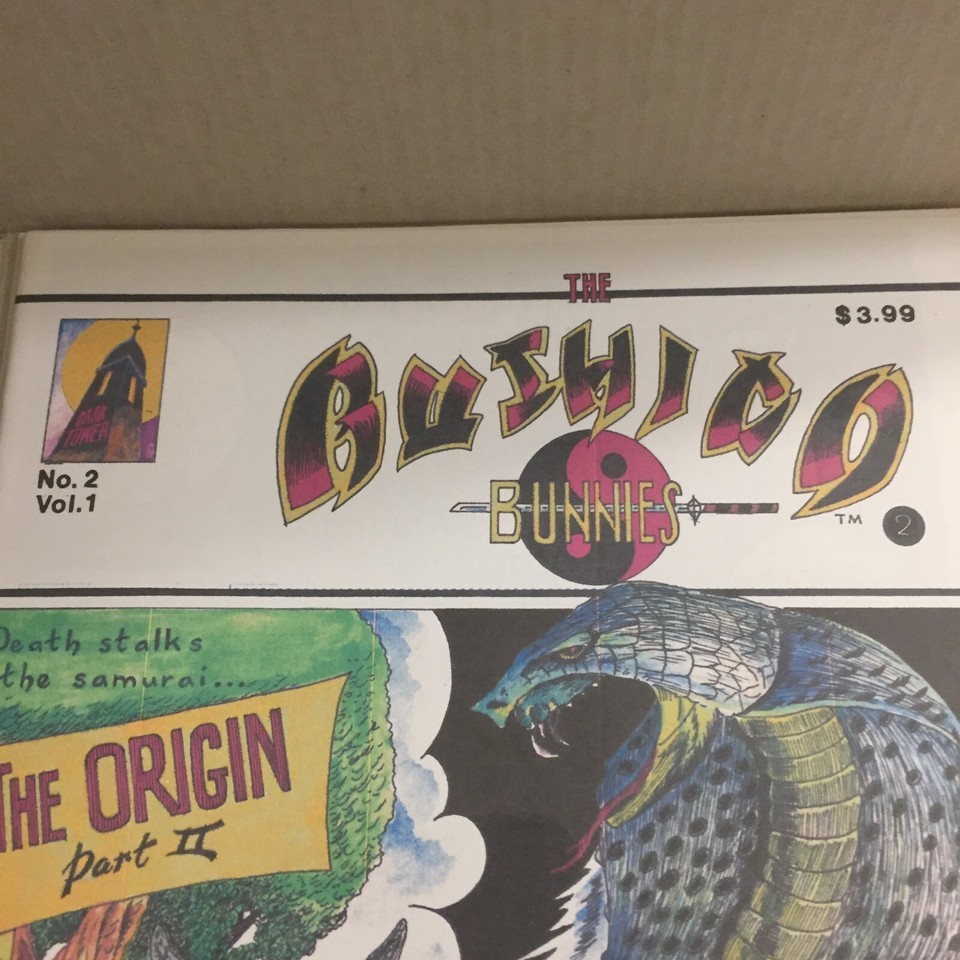 THE
BUSHIDO
BUNNIES
TM
2
$3.99
TOWER
No. 2
Vol.1
Death stalks
the samurai...
THE ORIGIN
Part II